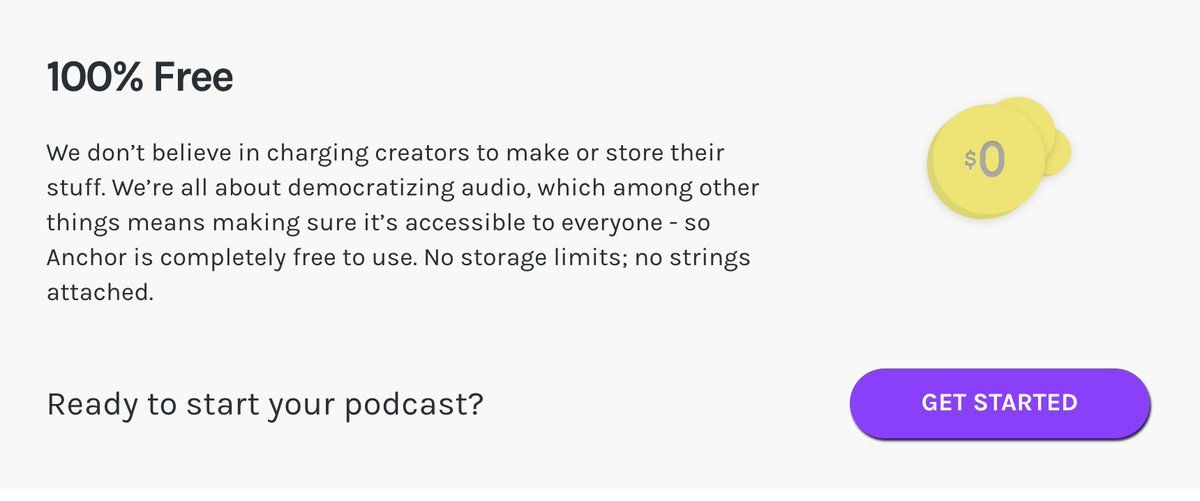 100% Free
We don’t believe in charging creators to make or store their
stuff. We’re all about democratizing audio, which among other
things means making sure it’s accessible to everyone - so
Anchor is completely free to use. No storage limits; no strings
attached.
$0
Ready to start your podcast?
GET STARTED